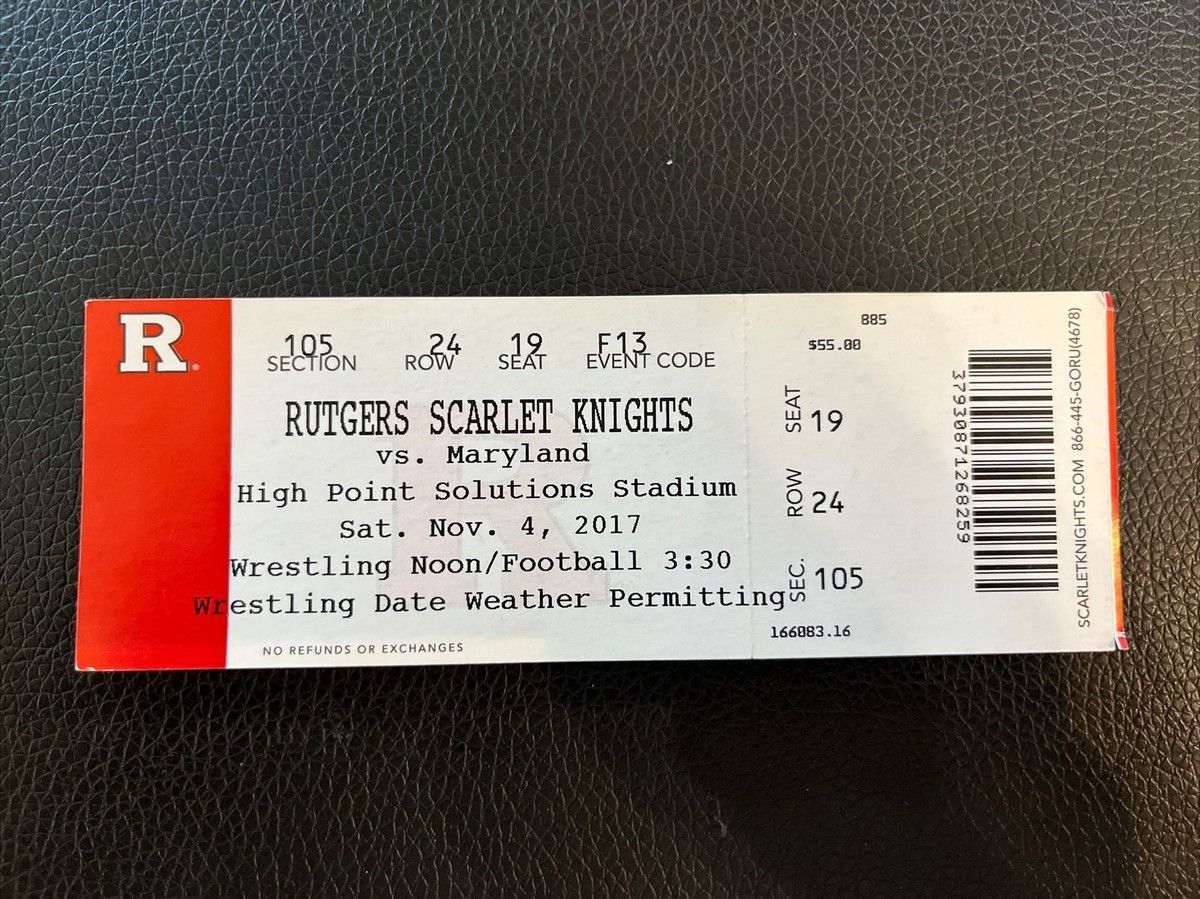 R
105 24 19 F13
SECTION ROW SEAT EVENT CODE
RUTGERS SCARLET KNIGHTS
vs. Maryland
High Point Solutions Stadium
Sat. Nov. 4, 2017
Wrestling Noon/Football 3:30
Wrestling Date Weather Permitting
NO REFUNDS OR EXCHANGES
885
$55.00
SEAT 19
ROW 24
SEC. 105
166083.16
37930871268259
SCARLETKNIGHTS.COM 866-445-GORU(4678)